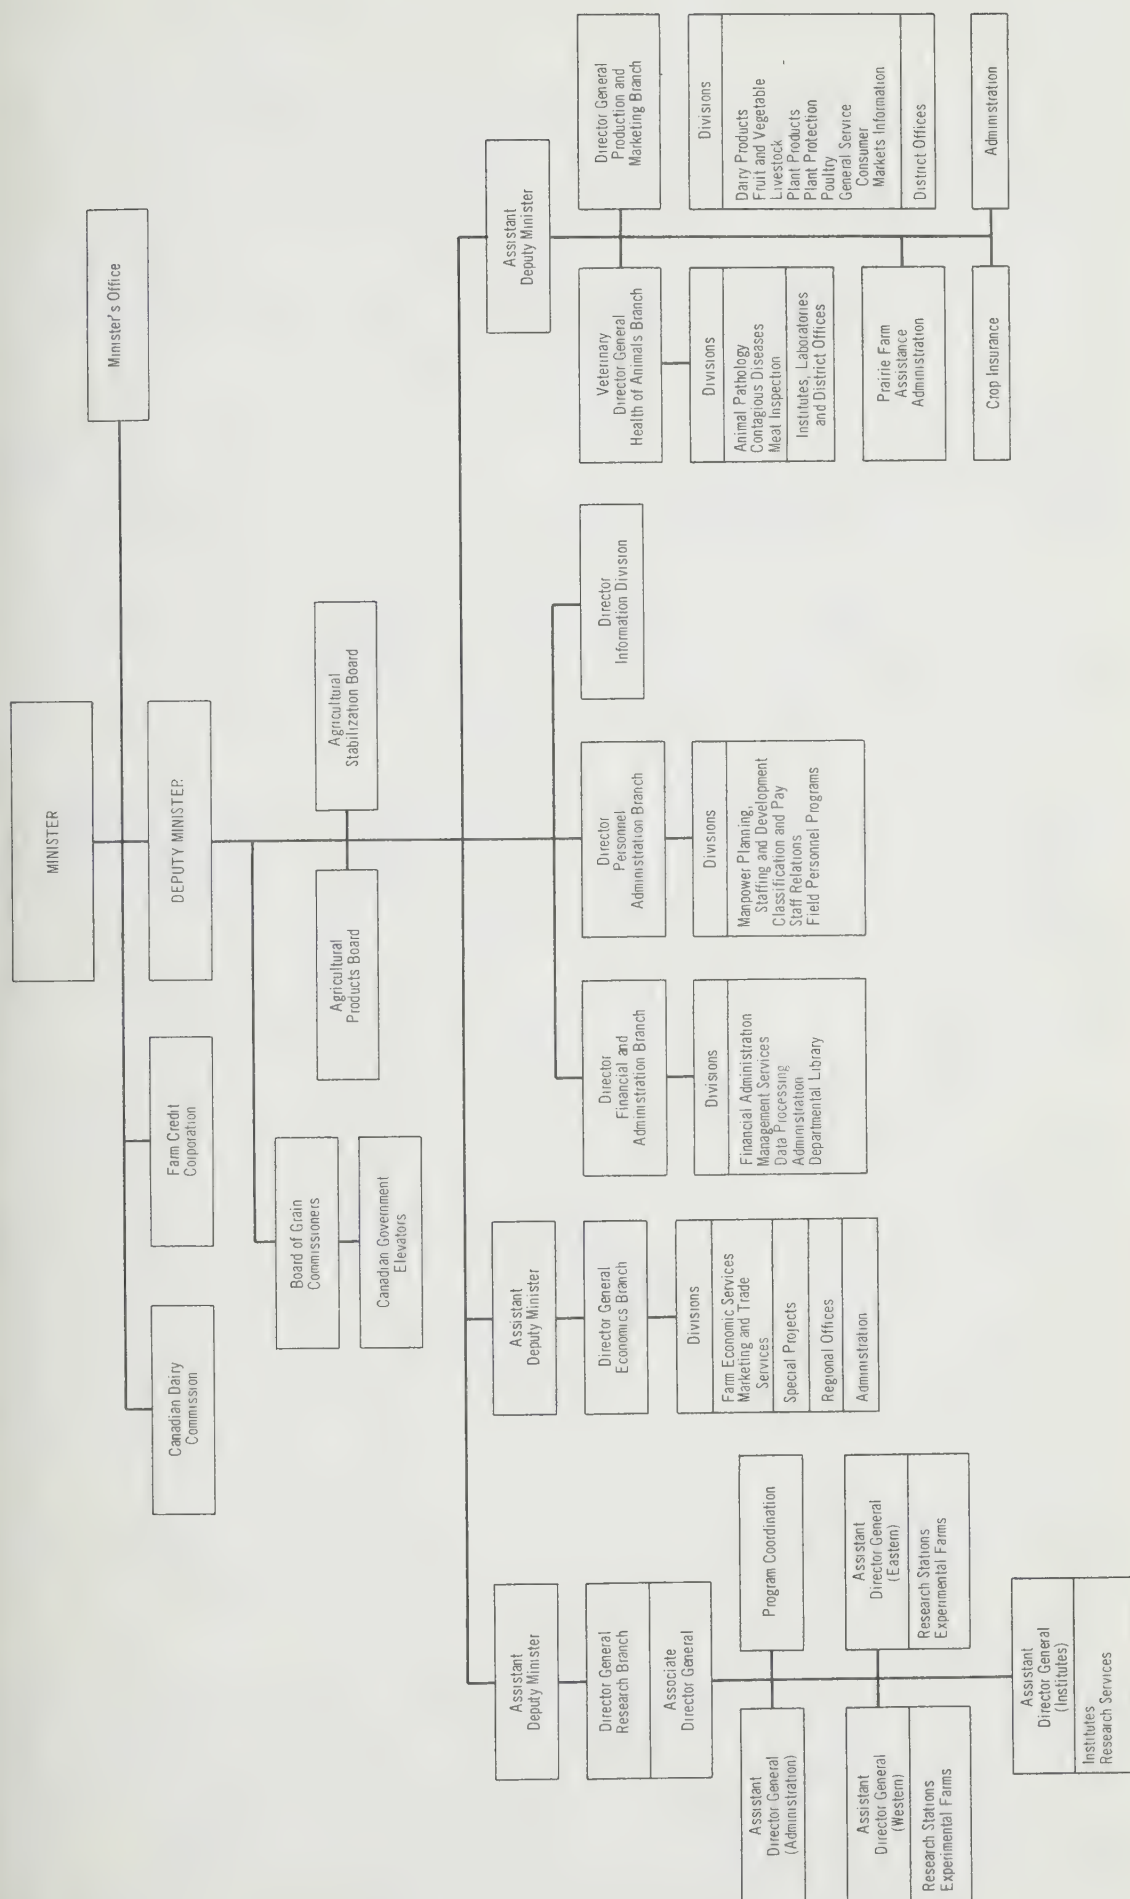 MINISTER
Minister's Office
Canadian Dairy
Commission
Farm Credit
Corporation
DEPUTY MINISTER
Board of Grain
Commissioners
Canadian Government
Elevators
Agricultural
Products Board
Agricultural
Stabilization Board
Assistant
Deputy Minister
Director General
Research Branch
Associate
Director General
Assistant
Director General
(Administration)
Program Coordination
Assistant
Director General
(Western)
Research Stations
Experimental Farms
Assistant
Director General
(Eastern)
Research Stations
Experimental Farms
Assistant
Director General
(Institutes)
Institutes
Research Services
Assistant
Deputy Minister
Director General
Economics Branch
Divisions
Farm Economic Services
Marketing and Trade
Services
Special Projects
Regional Offices
Administration
Director
Financial and
Administration Branch
Divisions
Financial Administration
Management Services
Data Processing
Administration
Departmental Library
Director
Personnel
Administration Branch
Divisions
Manpower Planning,
Staffing and Development
Classification and Pay
Staff Relations
Field Personnel Programs
Director
Information Division
Assistant
Deputy Minister
Veterinary
Director General
Health of Animals Branch
Divisions
Animal Pathology
Contagious Diseases
Meat Inspection
Institutes, Laboratories
and District Offices
Director General
Production and
Marketing Branch
Divisions
Dairy Products
Fruit and Vegetable
Livestock
Plant Products
Plant Protection
Poultry
General Service
Consumer
Markets Information
District Offices
Prairie Farm
Assistance
Administration
Crop Insurance
Administration